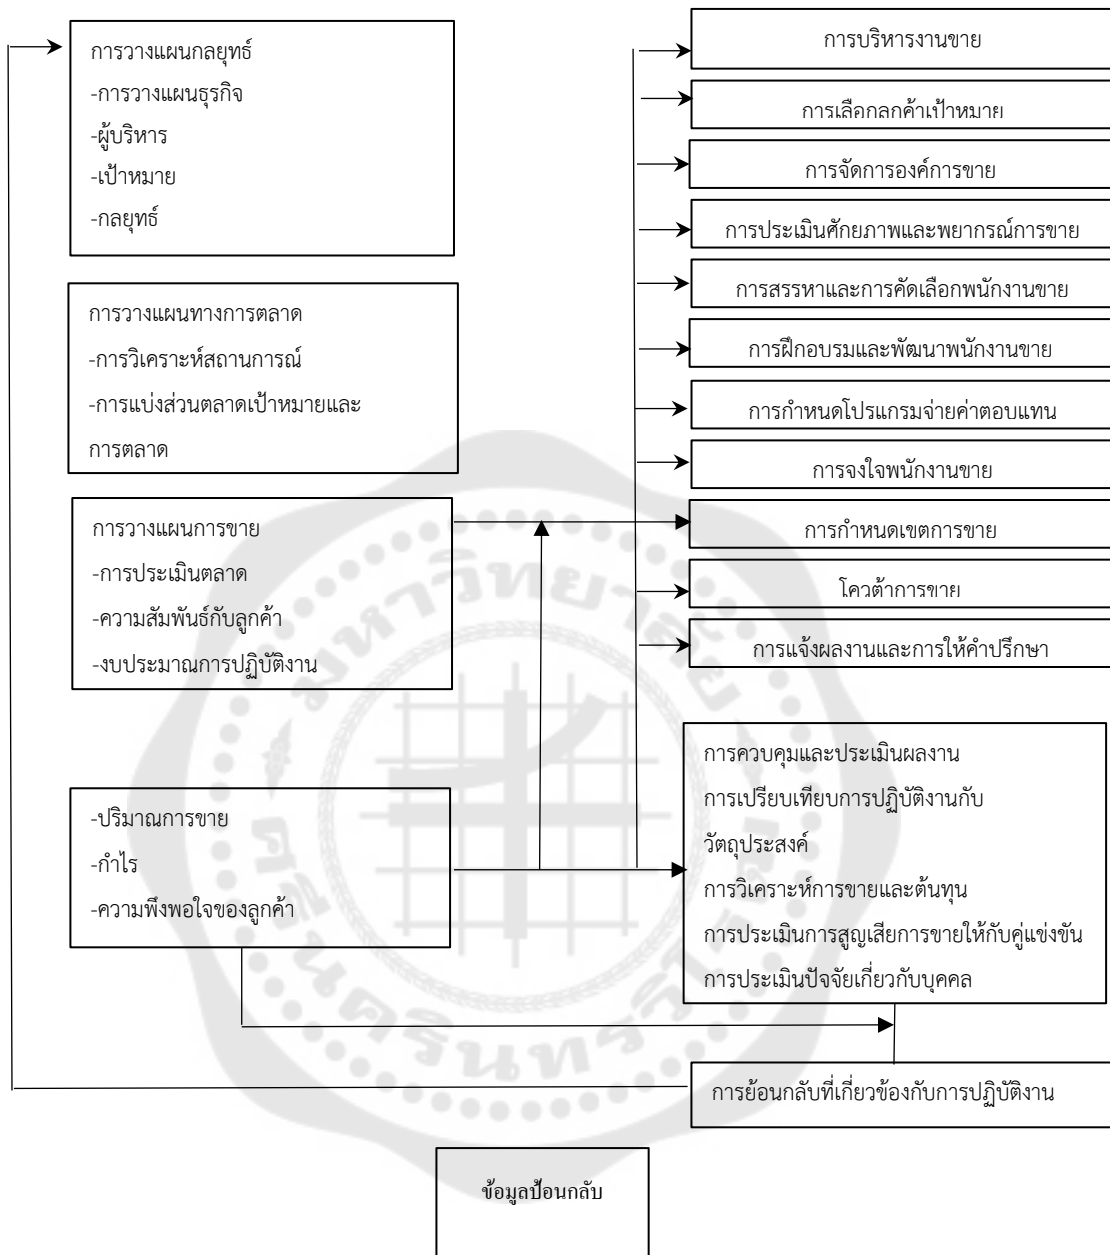 การวางแผนกลยุทธ์
-การวางแผนธุรกิจ
-ผู้บริหาร
-เป้าหมาย
-กลยุทธ์
การวางแผนทางการตลาด
-การวิเคราะห์สถานการณ์
-การแบ่งส่วนตลาดเป้าหมายและ
การตลาด
การวางแผนการขาย
-การประเมินตลาด
-ความสัมพันธ์กับลูกค้า
-งบประมาณการปฏิบัติงาน
-ปริมาณการขาย
-กำไร
-ความพึงพอใจของลูกค้า
การบริหารงานขาย
การเลือกลกค้าเป้าหมาย
การจัดการองค์การขาย
การประเมินศักยภาพและพยากรณ์การขาย
การสรรหาและการคัดเลือกพนักงานขาย
การฝึกอบรมและพัฒนาพนักงานขาย
การกำหนดโปรแกรมจ่ายค่าตอบแทน
การจงใจพนักงานขาย
การกำหนดเขตการขาย
โควต้าการขาย
การแจ้งผลงานและการให้คำปรึกษา
การควบคุมและประเมินผลงาน
การเปรียบเทียบการปฏิบัติงานกับ
วัตถุประสงค์
การวิเคราะห์การขายและต้นทุน
การประเมินการสูญเสียการขายให้กับคู่แข่งขัน
การประเมินปัจจัยเกี่ยวกับบุคคล
การย้อนกลับที่เกี่ยวข้องกับการปฏิบัติงาน
ข้อมูลป้อนกลับ
มหาวิทยาลัย
ศรีนครินทรวิโรฒ